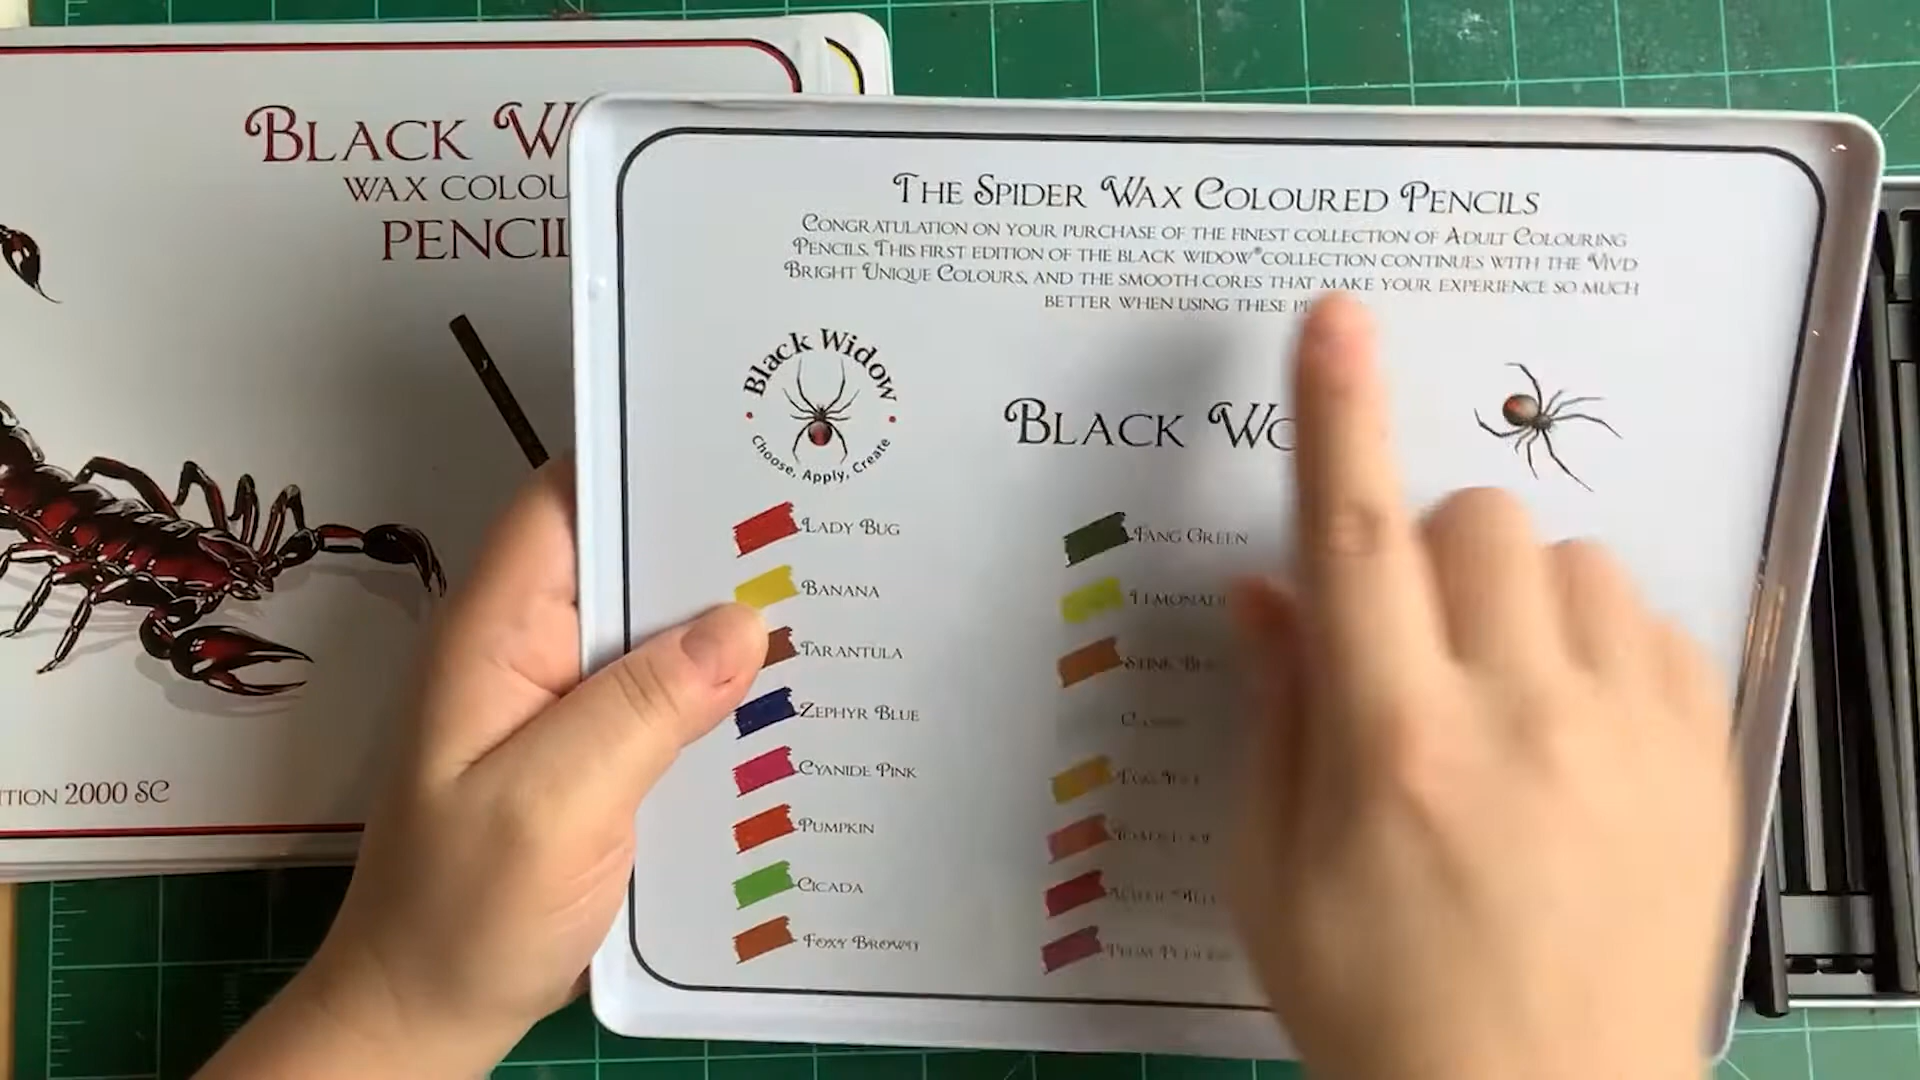 BLACK
WAX
PENCIL
THE SPIDER WAX COLOURED PENCILS
CONGRATULATION ON YOUR PURCHASE OF THE FINEST COLLECTION OF ADULT COLOURING
PENCILS. THIS FIRST EDITION OF THE BLACK WIDOW® COLLECTION CONTINUES WITH THE VIVD
BRIGHT UNIQUE COLOURS, AND THE SMOOTH CORES THAT MAKE YOUR EXPERIENCE SO MUCH
BETTER WHEN USING THESE
Black Widow
Choose, Apply, Create
BLACK
LADY BUG
BANANA
TARANTULA
ZEPHYR BLUE
CYANIDE PINK
PUMPKIN
CICADA
FOXY BROWN
FANG GREEN
LEMONADE
STINK
2000 SC